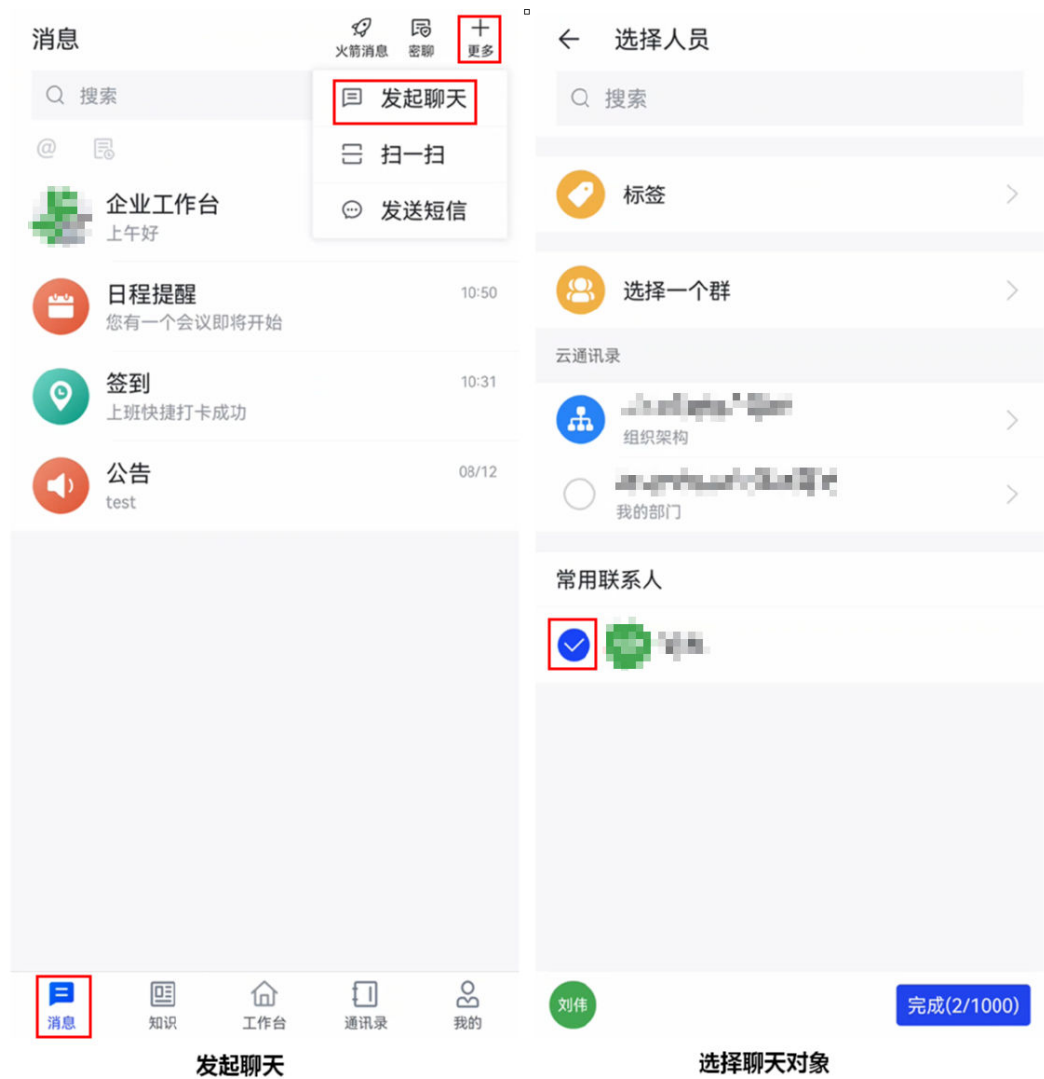 消息
火箭消息
密聊
更多
搜索
发起聊天
@
扫一扫
企业工作台
上午好
发送短信
日程提醒
10:50
您有一个会议即将开始
签到
10:31
上班快捷打卡成功
公告
08/12
test
消息
知识
工作台
通讯录
我的
发起聊天
选择人员
搜索
标签
选择一个群
云通讯录
组织架构
我的部门
常用联系人
刘伟
完成(2/1000)
选择聊天对象